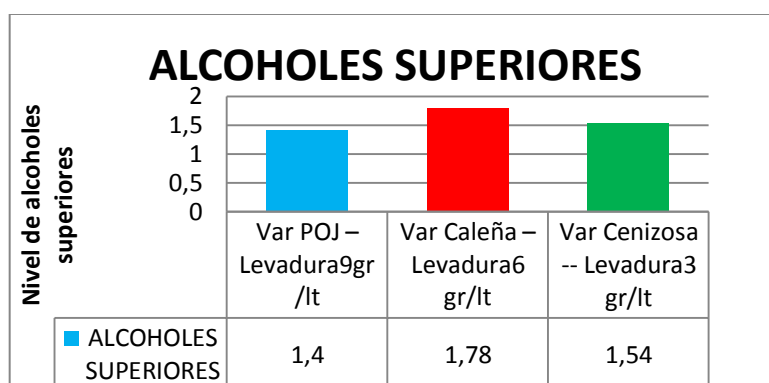 ALCOHOLES SUPERIORES
Nivel de alcoholes
superiores
2
1,5
1
0,5
0
Var POJ –
Levadura9gr
/lt
Var Caleña –
Levadura6
gr/lt
Var Cenizosa
-- Levadura3
gr/lt
ALCOHOLES
SUPERIORES
1,4
1,78
1,54